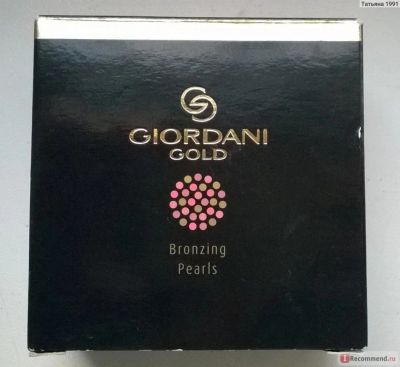 Татьяна 1991
GIORDANI
GOLD
Bronzing
Pearls
iRecommend.ru